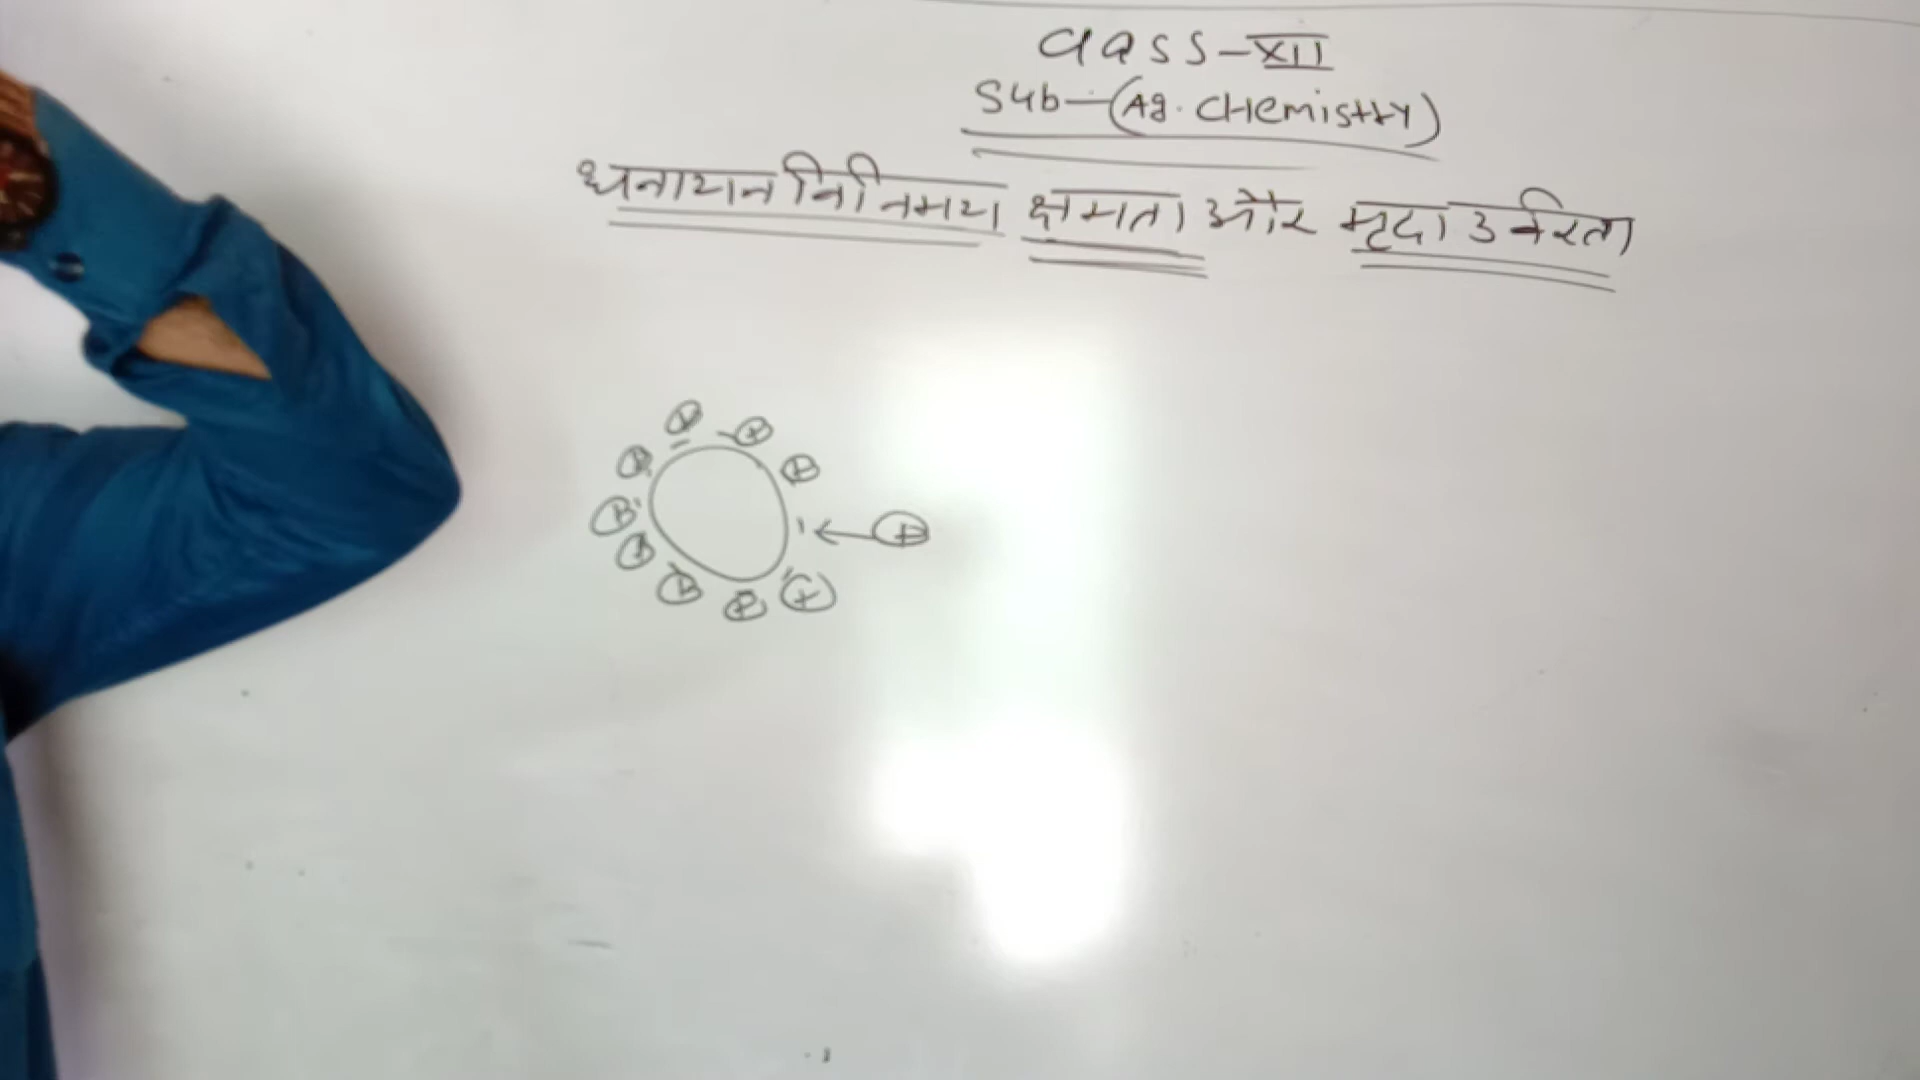 Class-XII
Sub-(Ag. CHemistry)
धनायन विनिमय क्षमता और मृदा उर्वरता